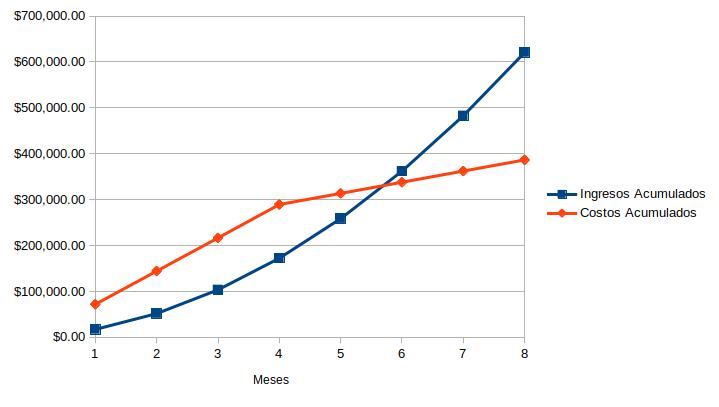 $700,000.00
$600,000.00
$500,000.00
$400,000.00
$300,000.00
$200,000.00
$100,000.00
$0.00
1 2 3 4 5 6 7 8
Meses
Ingresos Acumulados
Costos Acumulados